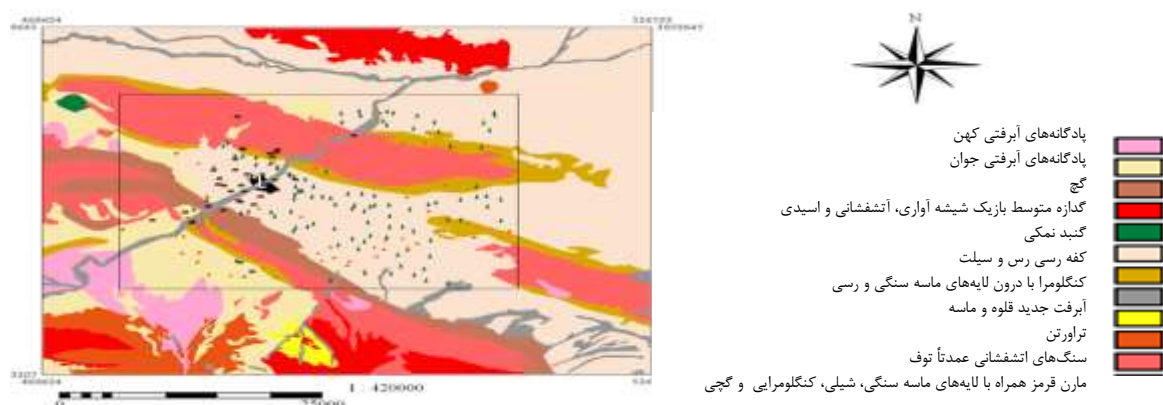 N
پادگانه‌های آبرفتی کهن
پادگانه‌های آبرفتی جوان
گچ
گدازه متوسط بازیک شیشه آواری، آتشفشانی و اسیدی
گنبد نمکی
کفه رسی رس و سیلت
کنگلومرا با درون لایه‌های ماسه سنگی و رسی
آبرفت جدید قلوه و ماسه
تراورتن
سنگ‌های اتشفشانی عمدتاً توف
مارن قرمز همراه با لایه‌های ماسه سنگی، شیلی، کنگلومرایی و گچی
1 : 420000
0 25000